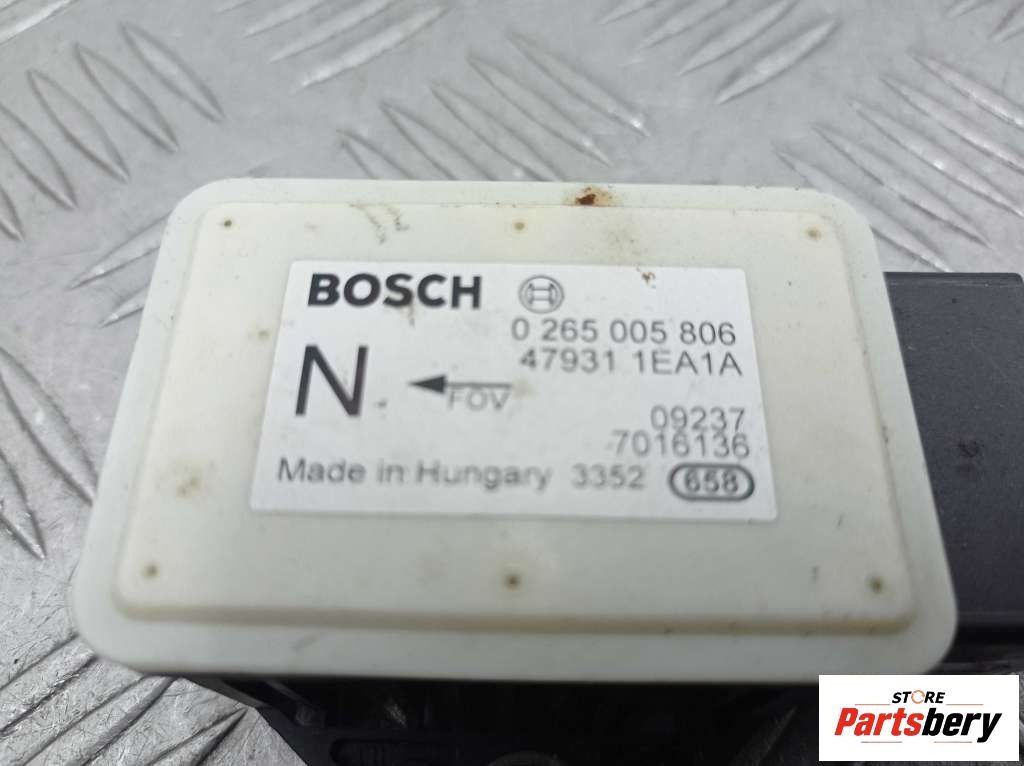 BOSCH
0 265 005 806
47931 1EA1A
N
FOV
09237
7016136
Made in Hungary 3352 658
STORE
Partsbery